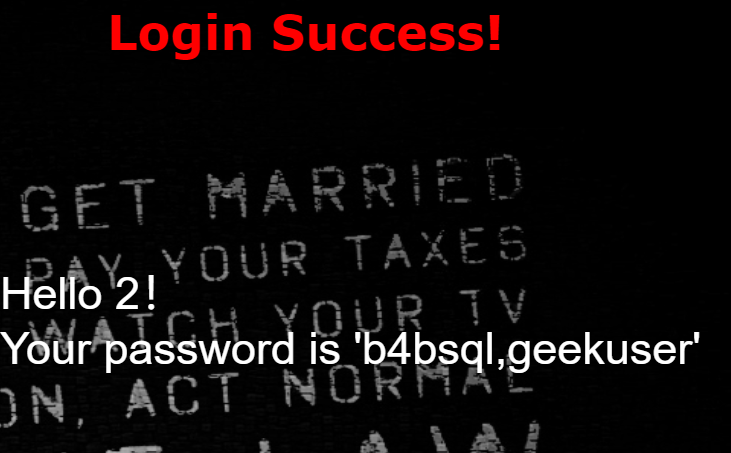 Login Success!
GET MARRIED
PAY YOUR TAXES
Hello 2!
WATCH YOUR TV
Your password is 'b4bsql,geekuser'
ON, ACT NORMAL
LAW